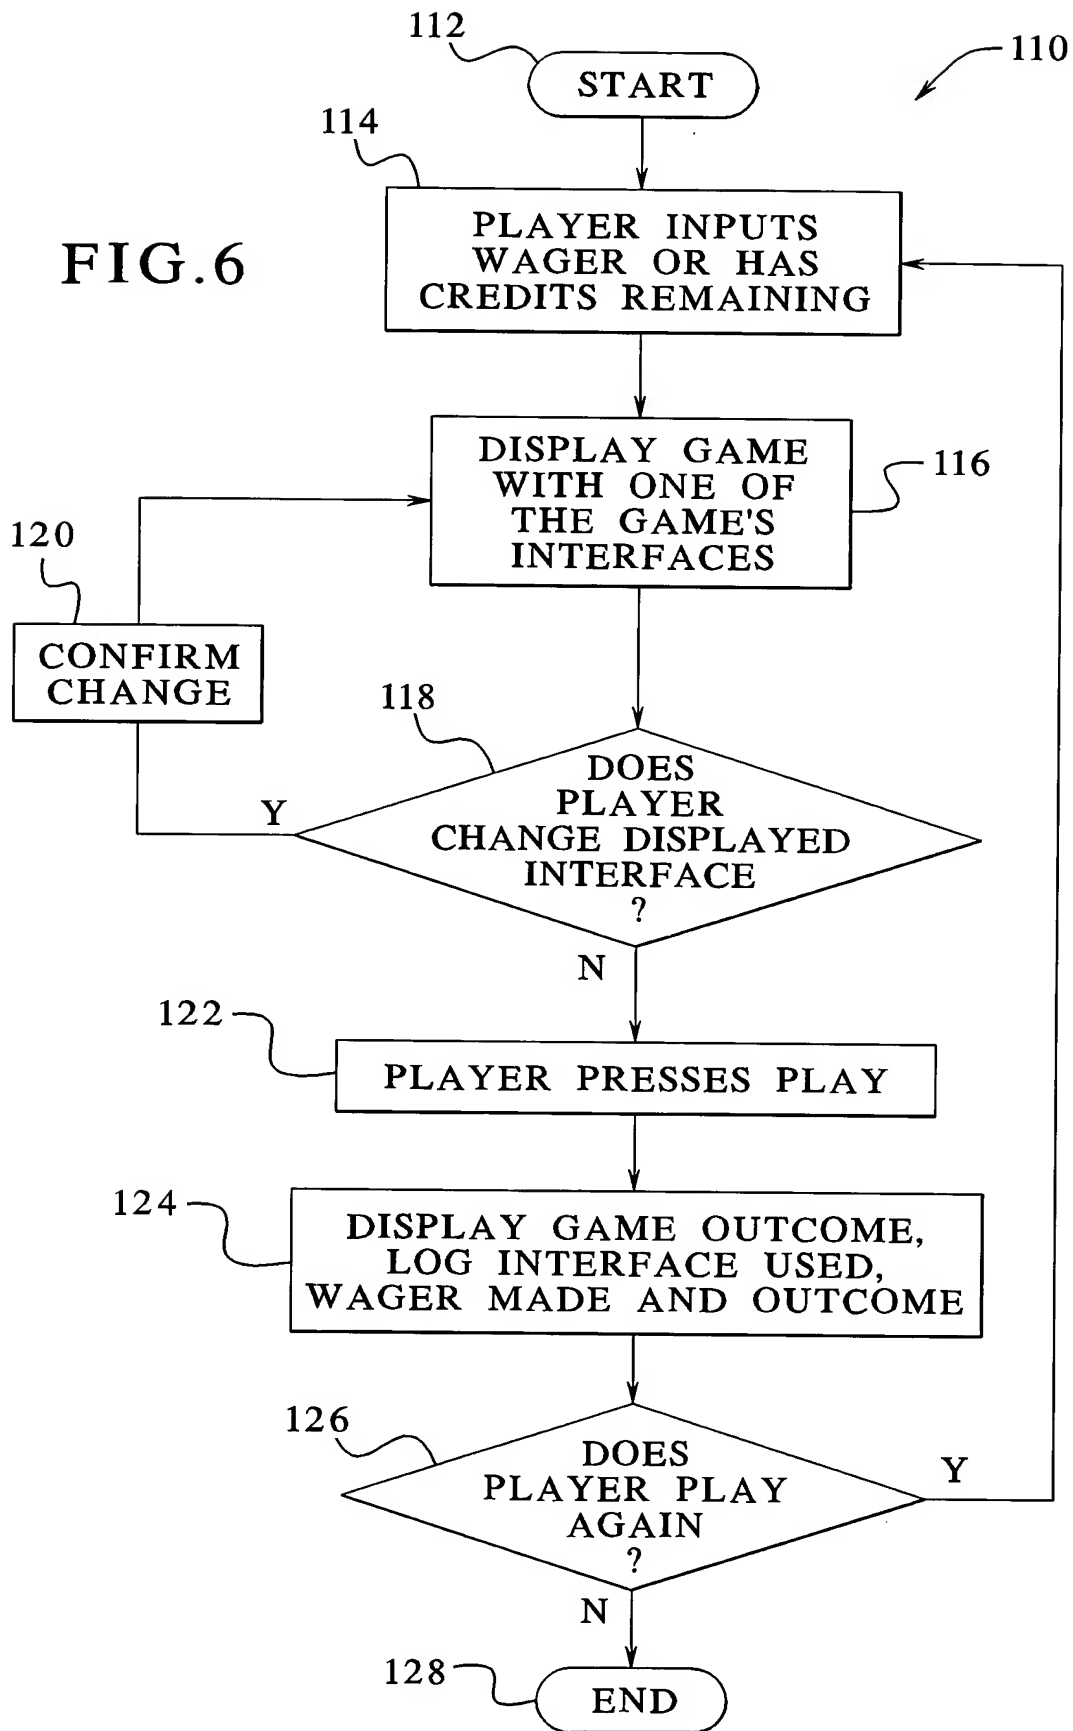 112
START
110
114
PLAYER INPUTS
WAGER OR HAS
CREDITS REMAINING
FIG.6
DISPLAY GAME
WITH ONE OF
THE GAME'S
INTERFACES
116
120
CONFIRM
CHANGE
118
DOES
PLAYER
CHANGE DISPLAYED
INTERFACE
?
Y
N
122
PLAYER PRESSES PLAY
124
DISPLAY GAME OUTCOME,
LOG INTERFACE USED,
WAGER MADE AND OUTCOME
126
DOES
PLAYER PLAY
AGAIN
?
Y
N
128
END